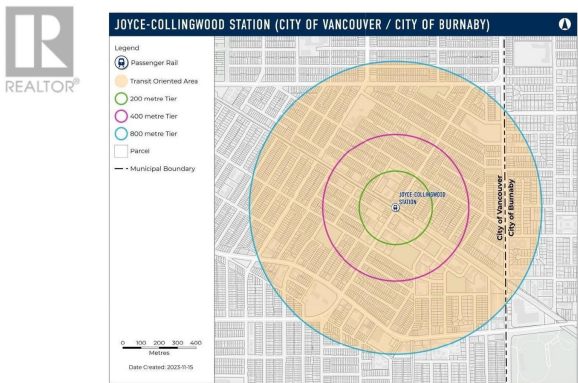 REALTOR®
JOYCE-COLLINGWOOD STATION (CITY OF VANCOUVER / CITY OF BURNABY)
Legend
Passenger Rail
Transit Oriented Area
200 metre Tier
400 metre Tier
800 metre Tier
Parcel
Municipal Boundary
JOYCE-COLLINGWOOD
STATION
City of Vancouver
City of Burnaby
0 100 200 300 400
Metres
Date Created: 2023-11-15